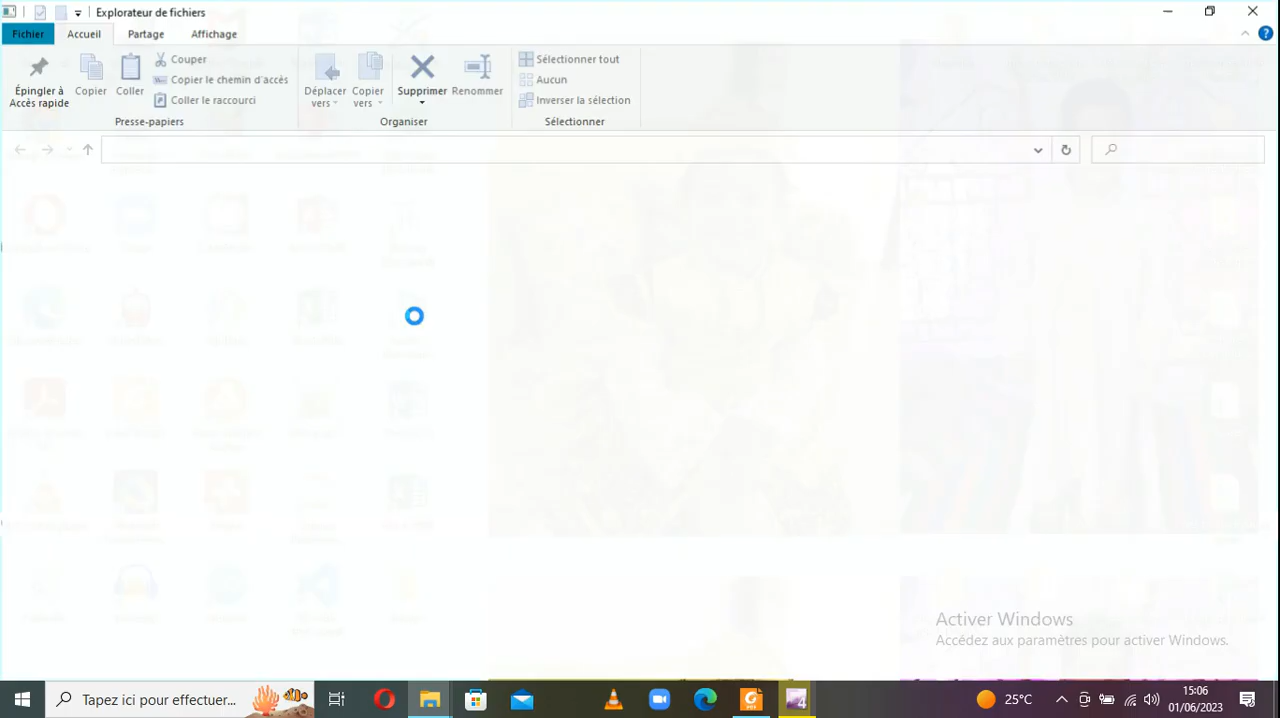 Explorateur de fichiers
Fichier
Accueil
Partage
Affichage
Épingler à
Accès rapide
Copier
Coller
Couper
Copier le chemin d'accès
Coller le raccourci
Presse-papiers
Déplacer
vers
Copier
vers
Supprimer
Renommer
Organiser
Sélectionner tout
Aucun
Inverser la sélection
Sélectionner
Activer Windows
Accédez aux paramètres pour activer Windows.
Tapez ici pour effectuer...
25°C
15:06
01/06/2023